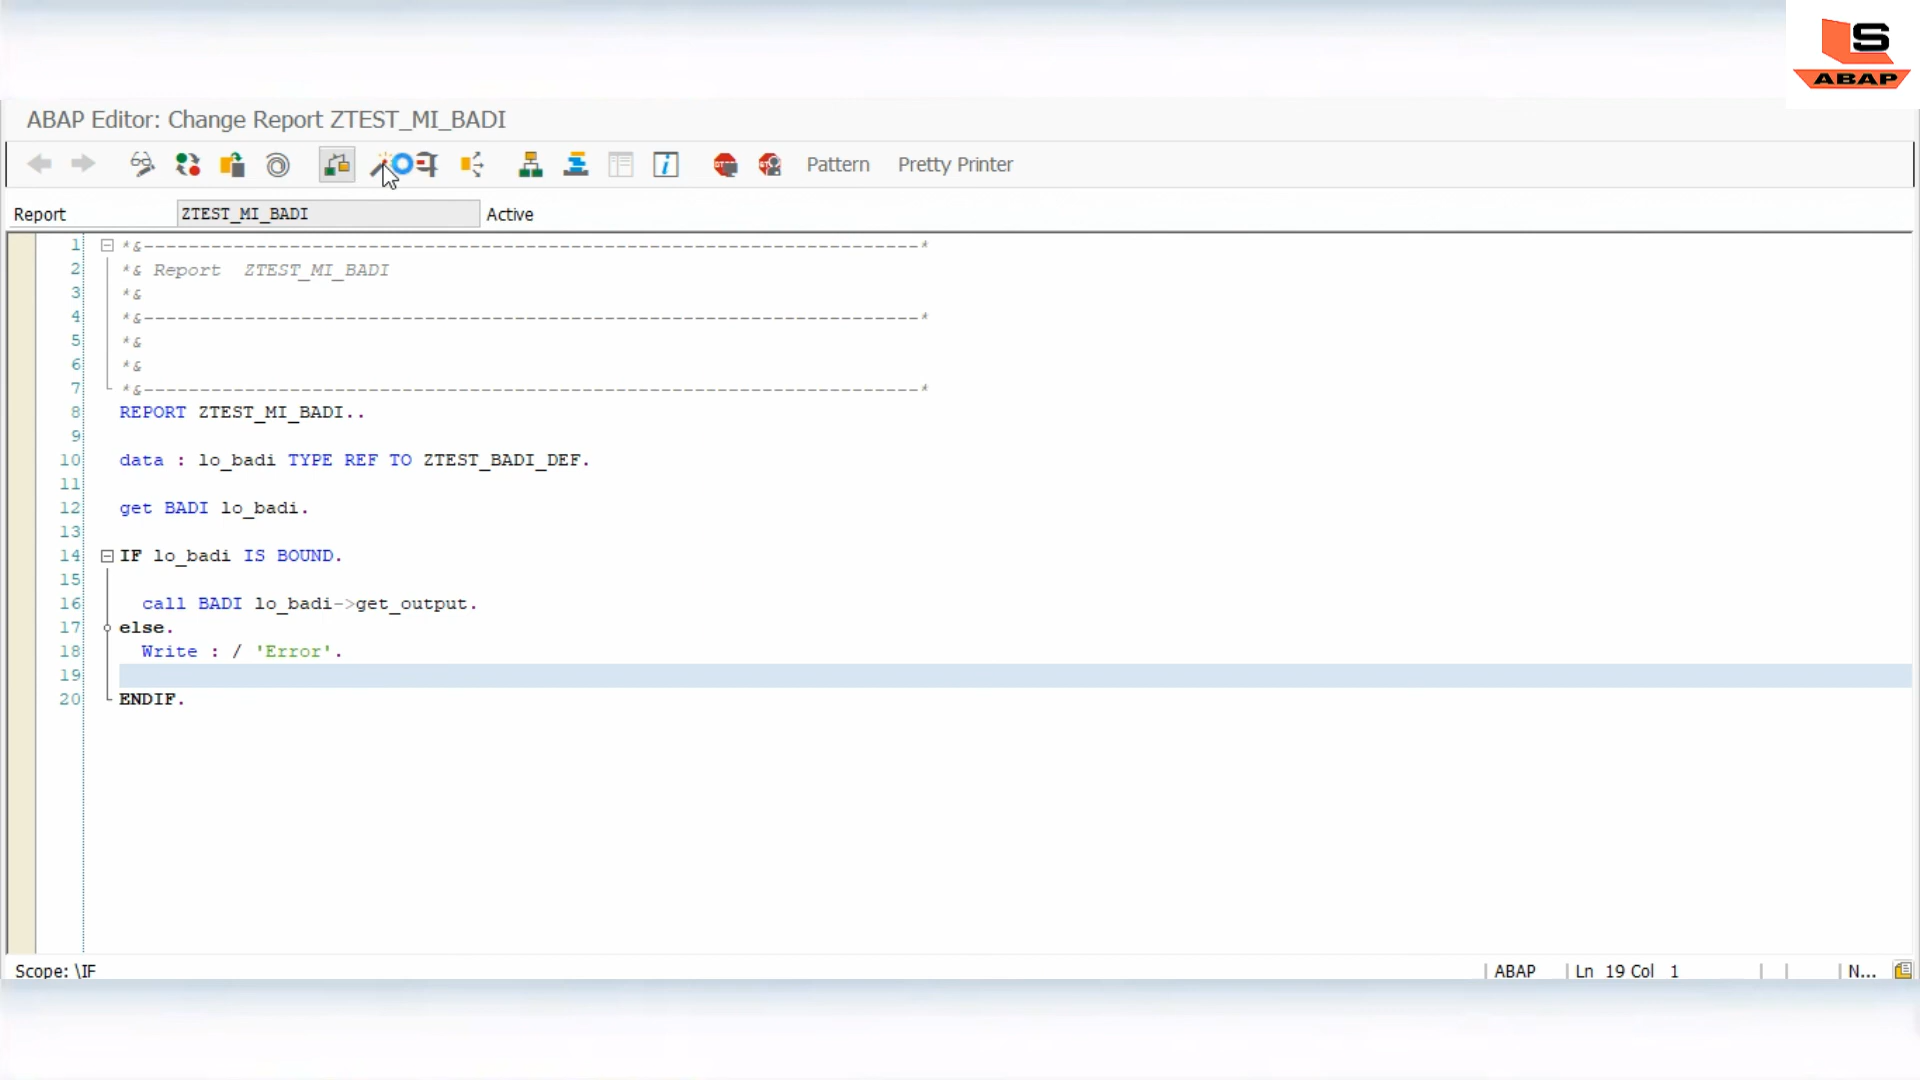 LS
ABAP
ABAP Editor: Change Report ZTEST_MI_BADI
Pattern Pretty Printer
Report ZTEST_MI_BADI Active
1 *&---------------------------------------------------------------------*
2 *& Report  ZTEST_MI_BADI
3 *&
4 *&---------------------------------------------------------------------*
5 *&
6 *&
7 *&---------------------------------------------------------------------*
8 REPORT ZTEST_MI_BADI..
9
10 data : lo_badi TYPE REF TO ZTEST_BADI_DEF.
11
12 get BADI lo_badi.
13
14 IF lo_badi IS BOUND.
15
16   call BADI lo_badi->get_output.
17 else.
18   Write : / 'Error'.
19
20 ENDIF.
Scope: \IF ABAP Ln 19 Col 1 N...